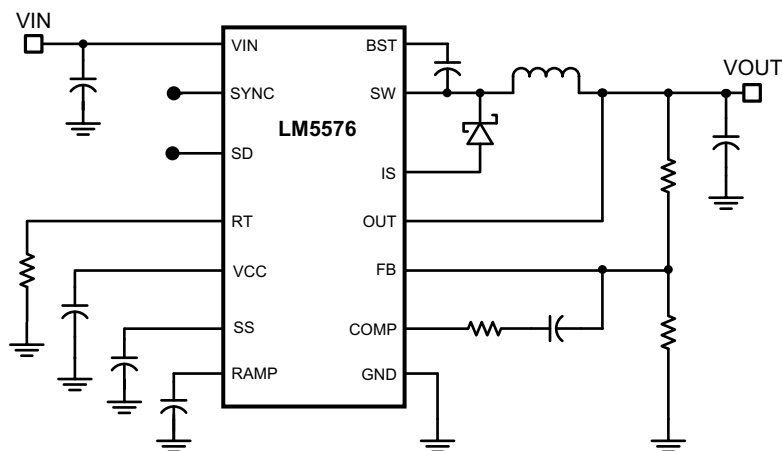 VIN
VOUT
LM5576
VIN
SYNC
SD
RT
VCC
SS
RAMP
BST
SW
IS
OUT
FB
COMP
GND